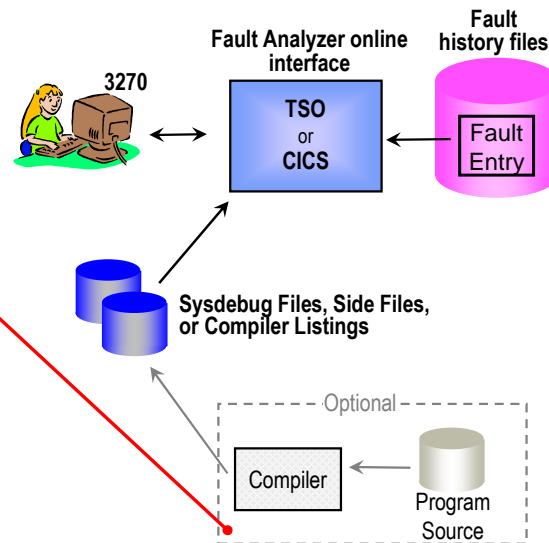 Fault
history files
Fault Analyzer online
interface
3270
TSO
or
CICS
Fault
Entry
Sysdebug Files, Side Files,
or Compiler Listings
Optional
Compiler
Program
Source